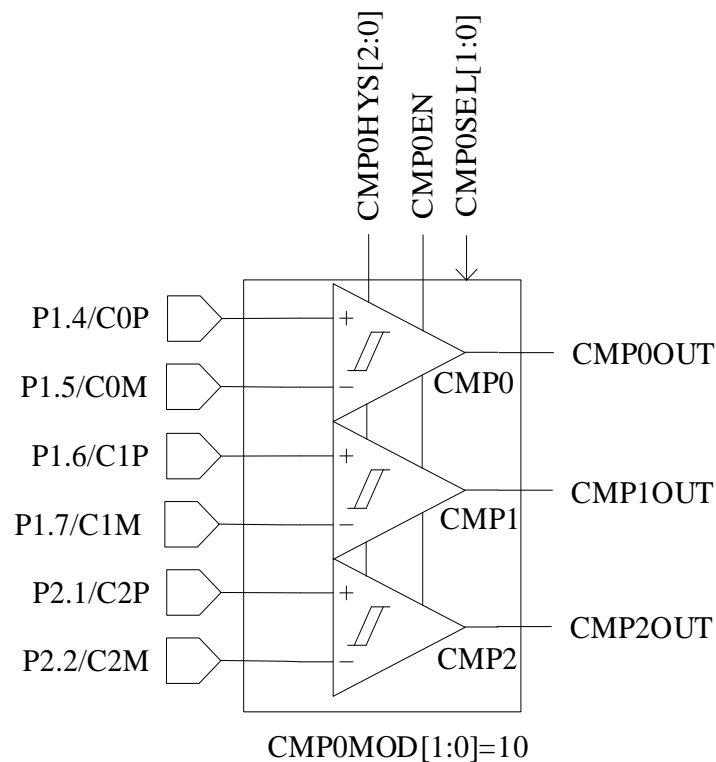 CMP0HYS[2:0]
CMP0EN
CMP0SEL[1:0]
P1.4/C0P
+
CMP0OUT
P1.5/C0M
−
CMP0
P1.6/C1P
+
CMP1OUT
P1.7/C1M
−
CMP1
P2.1/C2P
+
CMP2OUT
P2.2/C2M
−
CMP2
CMP0MOD[1:0]=10